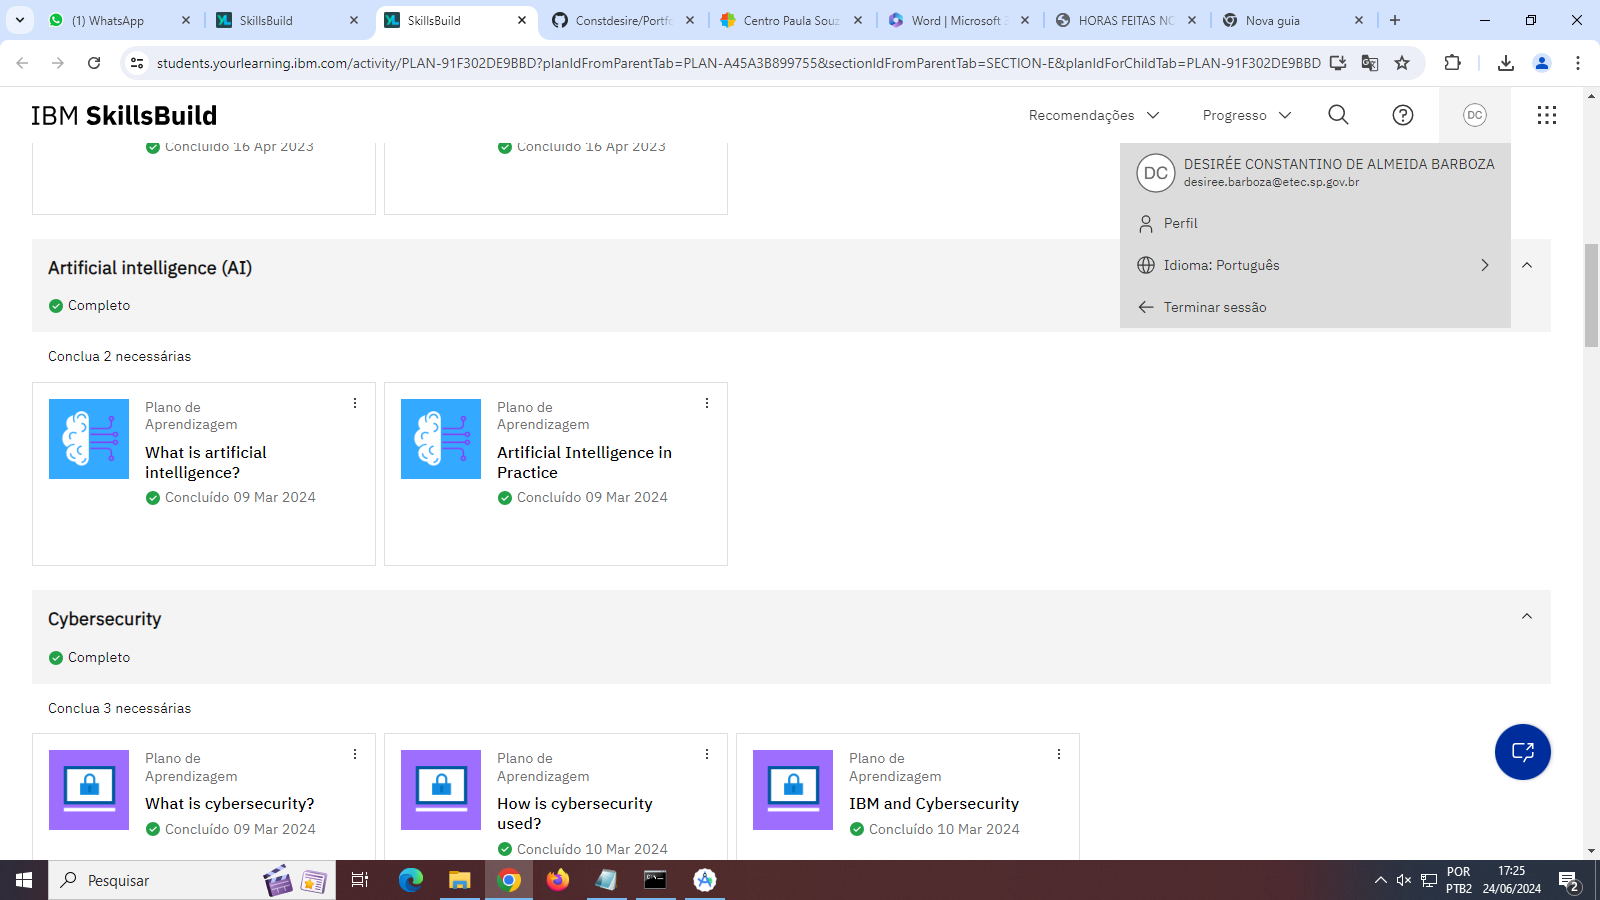 (1) WhatsApp
SkillsBuild
SkillsBuild
Constdesire/Portfo
Centro Paula Souz
Word | Microsoft
HORAS FEITAS NO
Nova guia
students.yourlearning.ibm.com/activity/PLAN-91F302DE9BBD?planIdFromParentTab=PLAN-A45A3B899755&sectionIdFromParentTab=SECTION-E&planIdForChildTab=PLAN-91F302DE9BBD
IBM SkillsBuild
Recomendações
Progresso
DC
Concluído 16 Apr 2023
Concluído 16 Apr 2023
DC
DESIRÉE CONSTANTINO DE ALMEIDA BARBOZA
desiree.barboza@etec.sp.gov.br
Perfil
Idioma: Português
Terminar sessão
Artificial intelligence (AI)
Completo
Conclua 2 necessárias
Plano de
Aprendizagem
What is artificial
intelligence?
Concluído 09 Mar 2024
Plano de
Aprendizagem
Artificial Intelligence in
Practice
Concluído 09 Mar 2024
Cybersecurity
Completo
Conclua 3 necessárias
Plano de
Aprendizagem
What is cybersecurity?
Concluído 09 Mar 2024
Plano de
Aprendizagem
How is cybersecurity
used?
Concluído 10 Mar 2024
Plano de
Aprendizagem
IBM and Cybersecurity
Concluído 10 Mar 2024
Pesquisar
POR
PTB2
17:25
24/06/2024
2